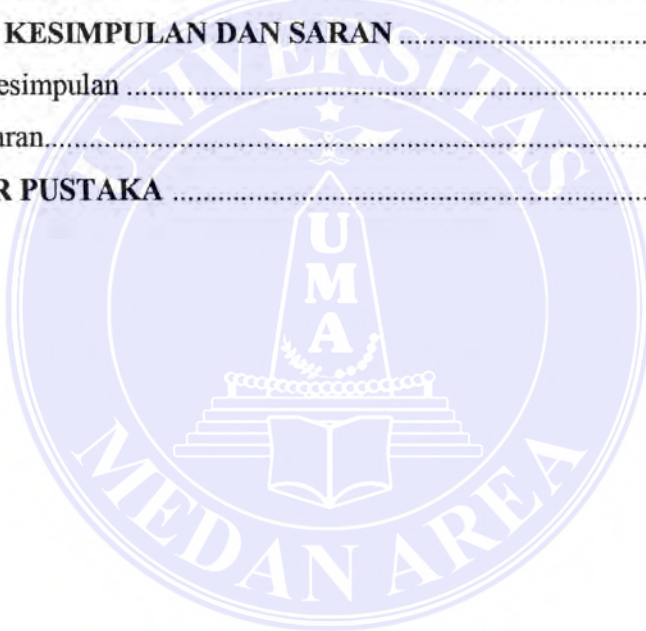 KESIMPULAN DAN SARAN ........................................
esimpulan ................................................................................
aran............................................................................................
R PUSTAKA ...........................................................................
UNIVERSITAS
UMA
MEDAN AREA